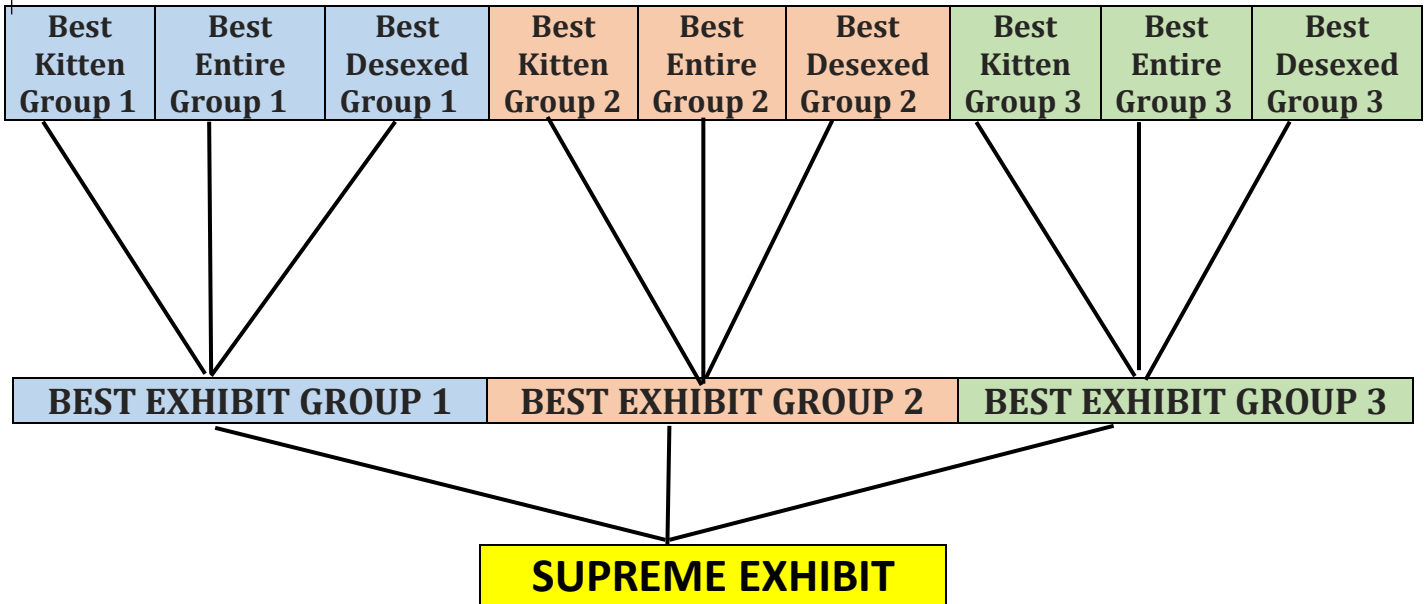 Best Kitten Group 1
Best Entire Group 1
Best Desexed Group 1
Best Kitten Group 2
Best Entire Group 2
Best Desexed Group 2
Best Kitten Group 3
Best Entire Group 3
Best Desexed Group 3
BEST EXHIBIT GROUP 1
BEST EXHIBIT GROUP 2
BEST EXHIBIT GROUP 3
SUPREME EXHIBIT